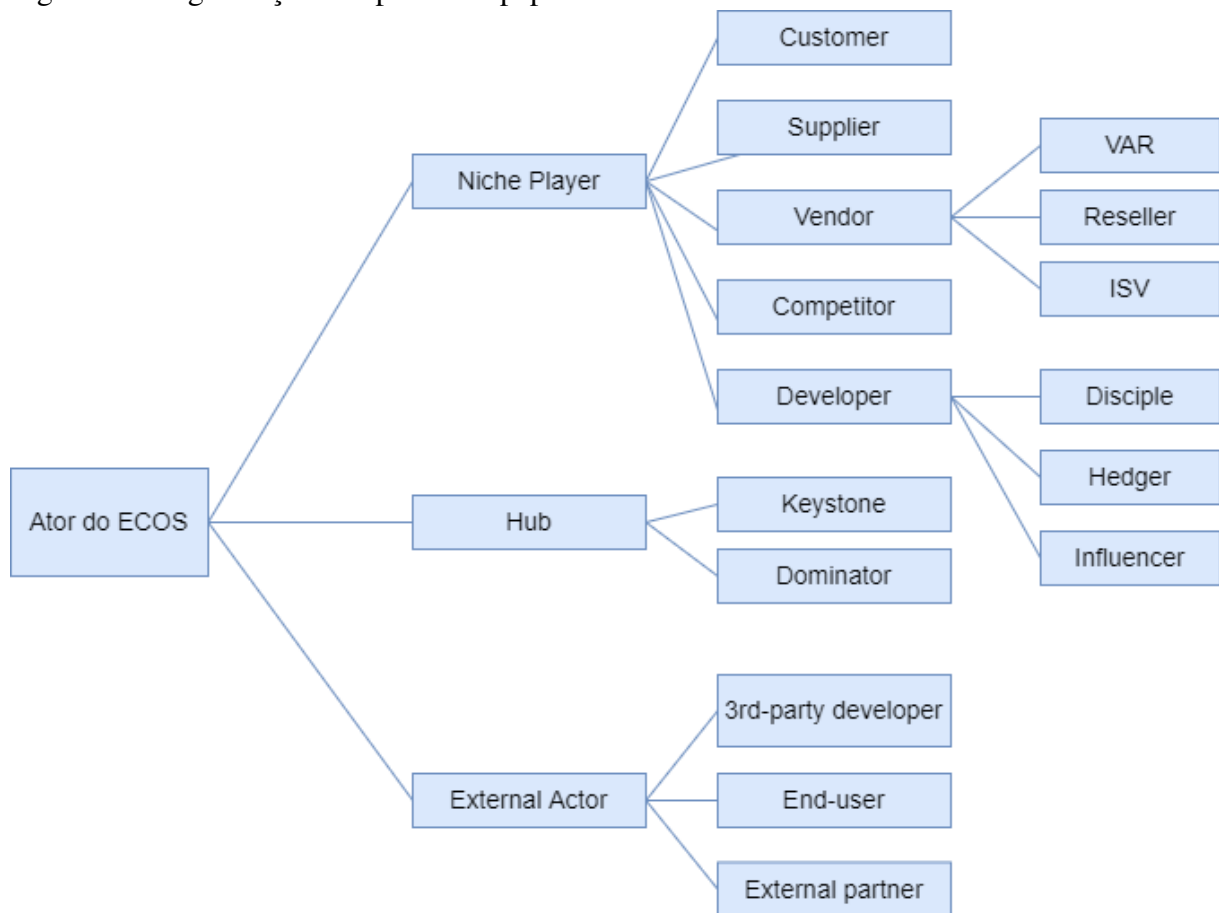 Customer
Supplier
VAR
Niche Player
Vendor
Reseller
ISV
Competitor
Developer
Disciple
Hedger
Ator do ECOS
Hub
Keystone
Influencer
Dominator
3rd-party developer
External Actor
End-user
External partner